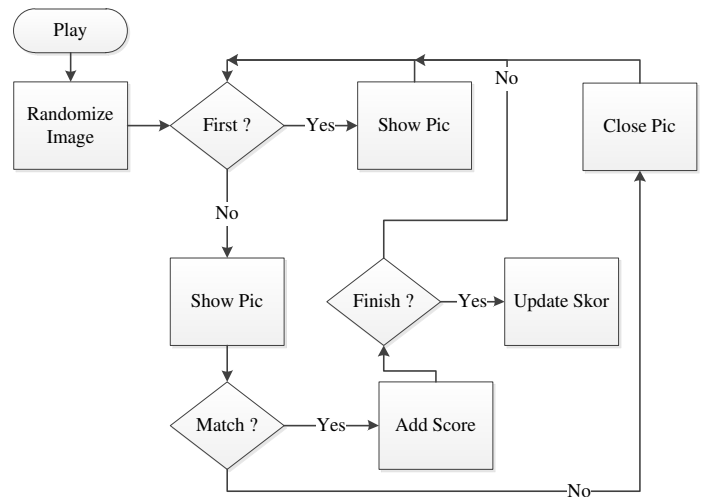 Play
No
Randomize
Image
First ?
Yes
Show Pic
Close Pic
No
Show Pic
Finish ?
Yes
Update Skor
Match ?
Yes
Add Score
No